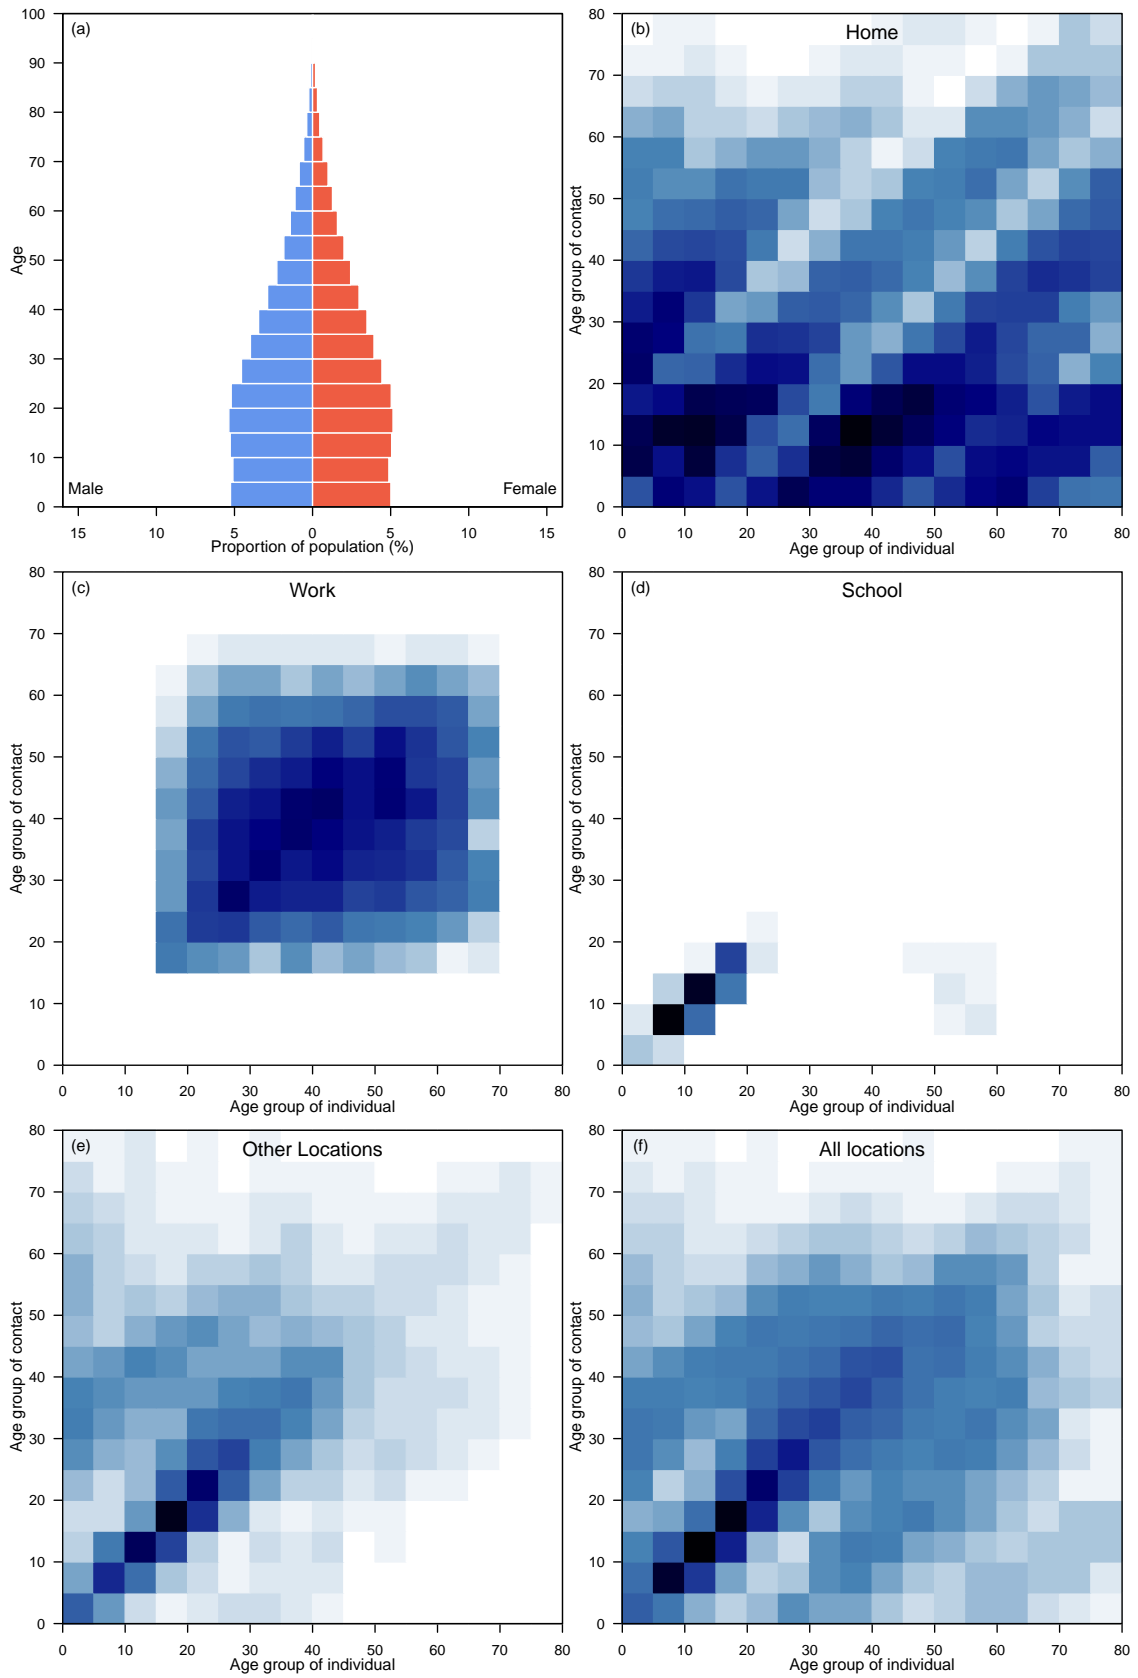 (a)
100
90
80
70
60
50
40
30
20
10
0
Age
Male
Female
15 10 5 0 5 10 15
Proportion of population (%)
(b)
Home
80
70
60
50
40
30
20
10
0
Age group of contact
0 10 20 30 40 50 60 70 80
Age group of individual
(c)
Work
80
70
60
50
40
30
20
10
0
Age group of contact
0 10 20 30 40 50 60 70 80
Age group of individual
(d)
School
80
70
60
50
40
30
20
10
0
Age group of contact
0 10 20 30 40 50 60 70 80
Age group of individual
(e)
Other Locations
80
70
60
50
40
30
20
10
0
Age group of contact
0 10 20 30 40 50 60 70 80
Age group of individual
(f)
All locations
80
70
60
50
40
30
20
10
0
Age group of contact
0 10 20 30 40 50 60 70 80
Age group of individual